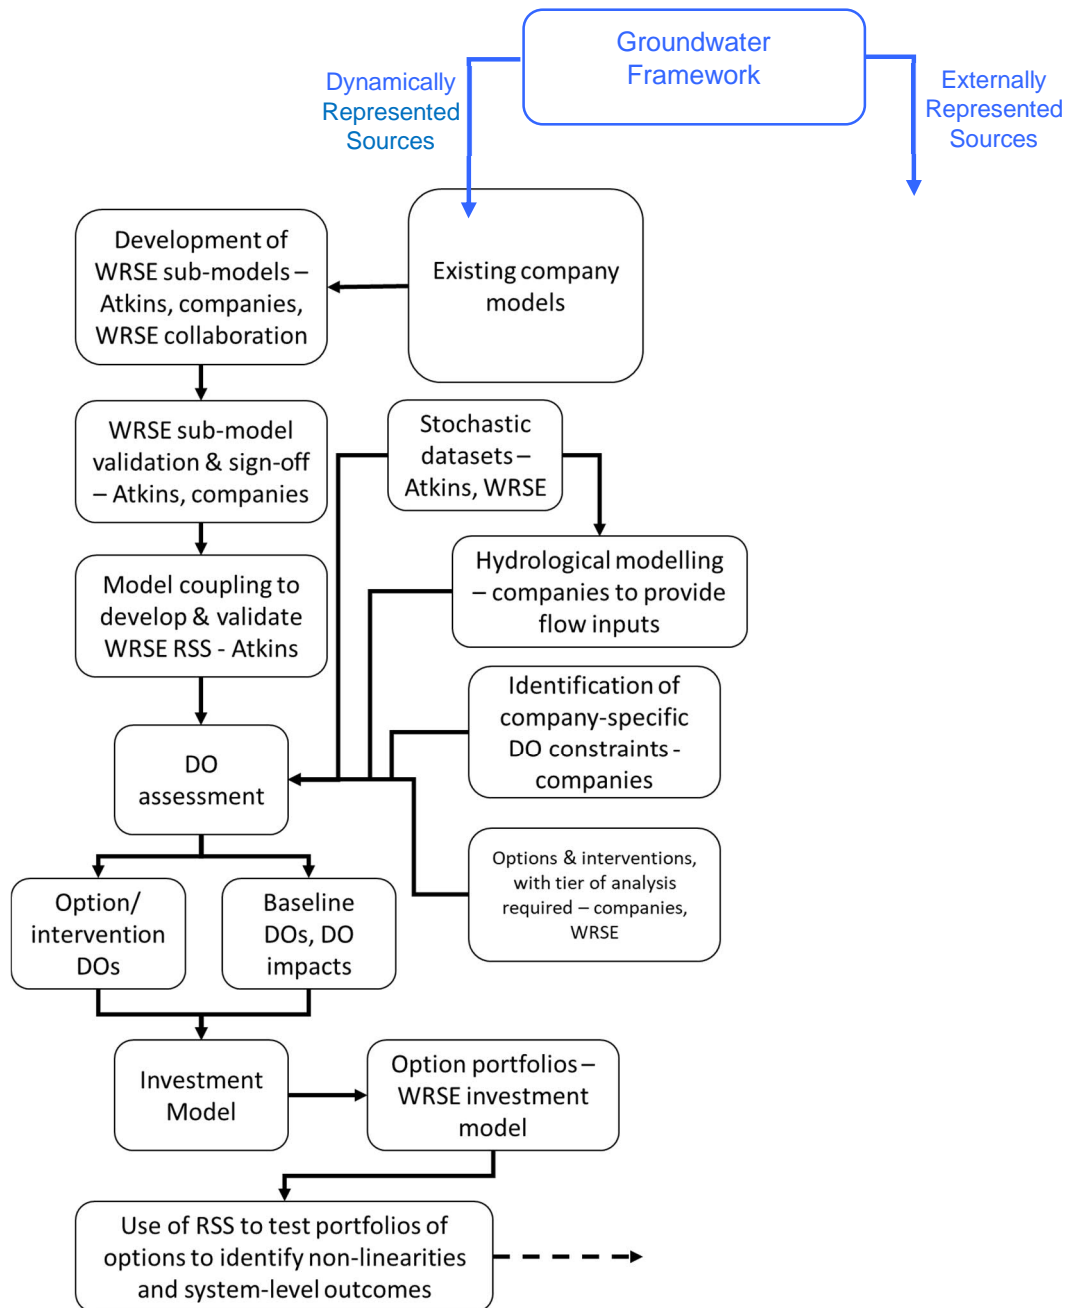 Groundwater
Framework
Dynamically
Represented
Sources
Externally
Represented
Sources
Development of
WRSE sub-models –
Atkins, companies,
WRSE collaboration
Existing company
models
WRSE sub-model
validation & sign-off
– Atkins, companies
Stochastic
datasets –
Atkins, WRSE
Model coupling to
develop & validate
WRSE RSS - Atkins
Hydrological modelling
– companies to provide
flow inputs
Identification of
company-specific
DO constraints -
companies
DO
assessment
Options & interventions,
with tier of analysis
required – companies,
WRSE
Option/
intervention
DOs
Baseline
DOs, DO
impacts
Investment
Model
Option portfolios –
WRSE investment
model
Use of RSS to test portfolios of
options to identify non-linearities
and system-level outcomes